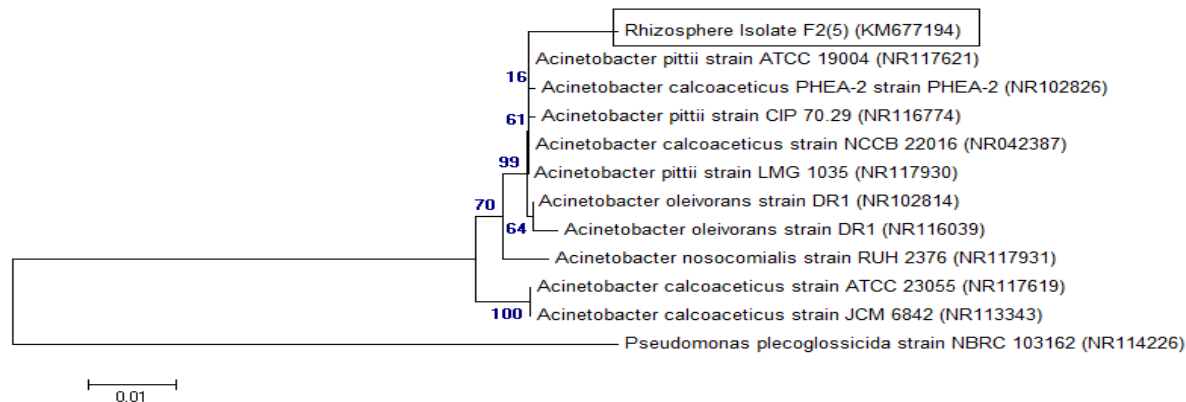 Rhizosphere Isolate F2(5) (KM677194)
Acinetobacter pittii strain ATCC 19004 (NR117621)
16
Acinetobacter calcoaceticus PHEA-2 strain PHEA-2 (NR102826)
61
Acinetobacter pittii strain CIP 70.29 (NR116774)
Acinetobacter calcoaceticus strain NCCB 22016 (NR042387)
99
Acinetobacter pittii strain LMG 1035 (NR117930)
70
Acinetobacter oleivorans strain DR1 (NR102814)
64
Acinetobacter oleivorans strain DR1 (NR116039)
Acinetobacter nosocomialis strain RUH 2376 (NR117931)
Acinetobacter calcoaceticus strain ATCC 23055 (NR117619)
100
Acinetobacter calcoaceticus strain JCM 6842 (NR113343)
Pseudomonas plecoglossicida strain NBRC 103162 (NR114226)
0.01